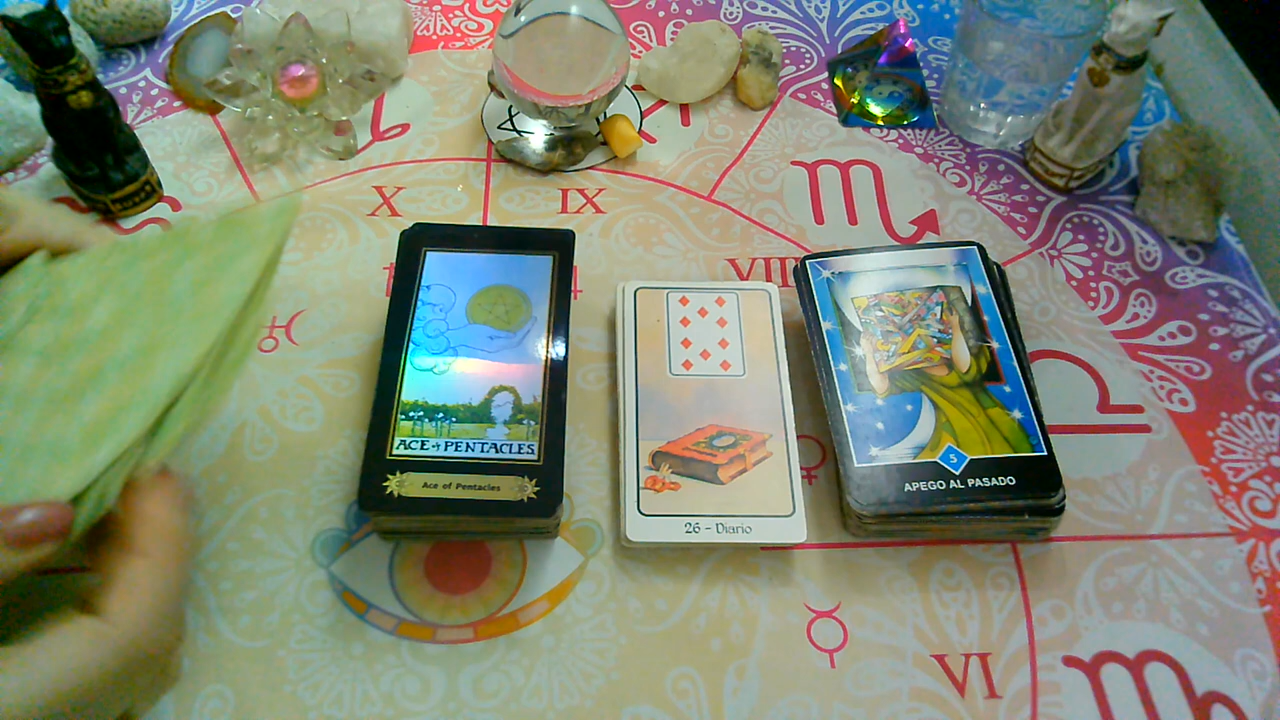 X
IX
VIII
ACE of PENTACLES
Ace of Pentacles
26 - Diario
5
APEGO AL PASADO
VI